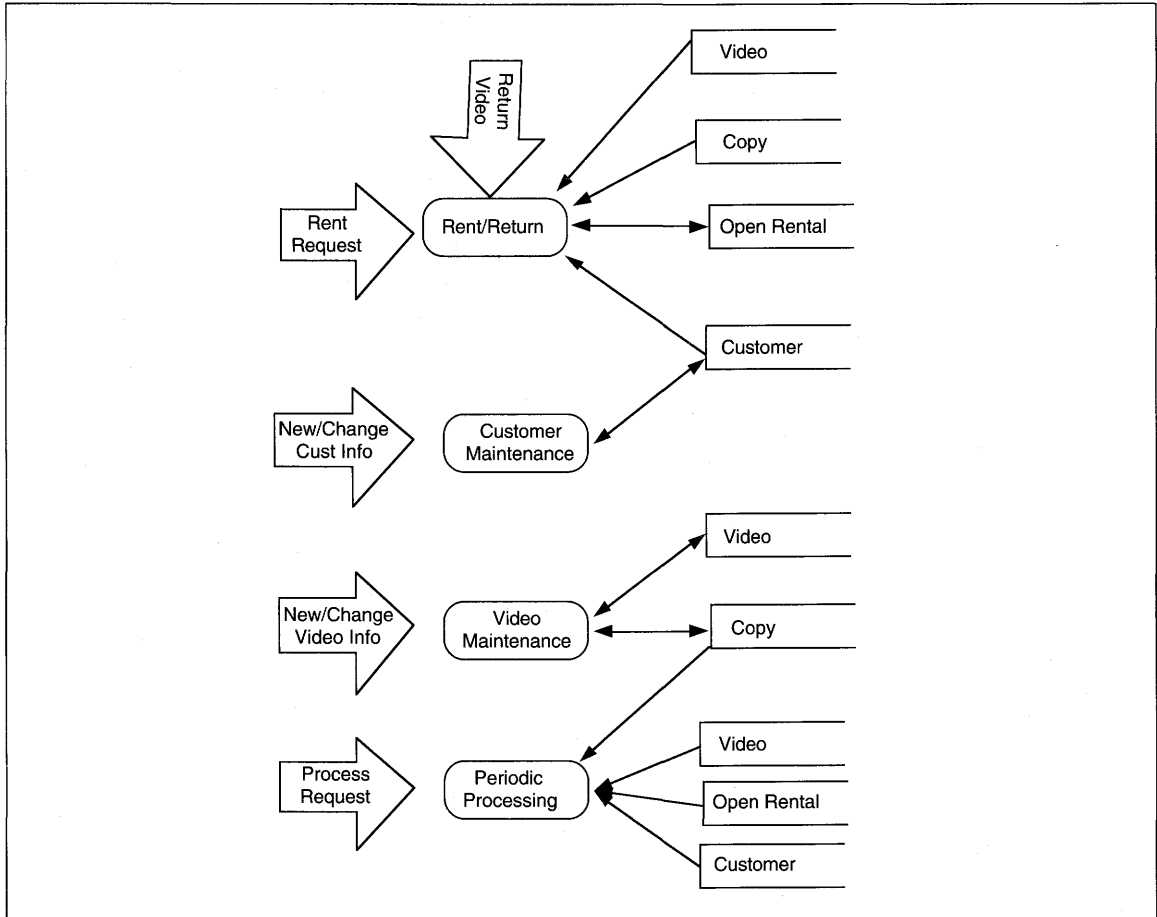 Video
Return
Video
Copy
Rent
Request
Rent/Return
Open Rental
Customer
New/Change
Cust Info
Customer
Maintenance
Video
New/Change
Video Info
Video
Maintenance
Copy
Process
Request
Periodic
Processing
Video
Open Rental
Customer